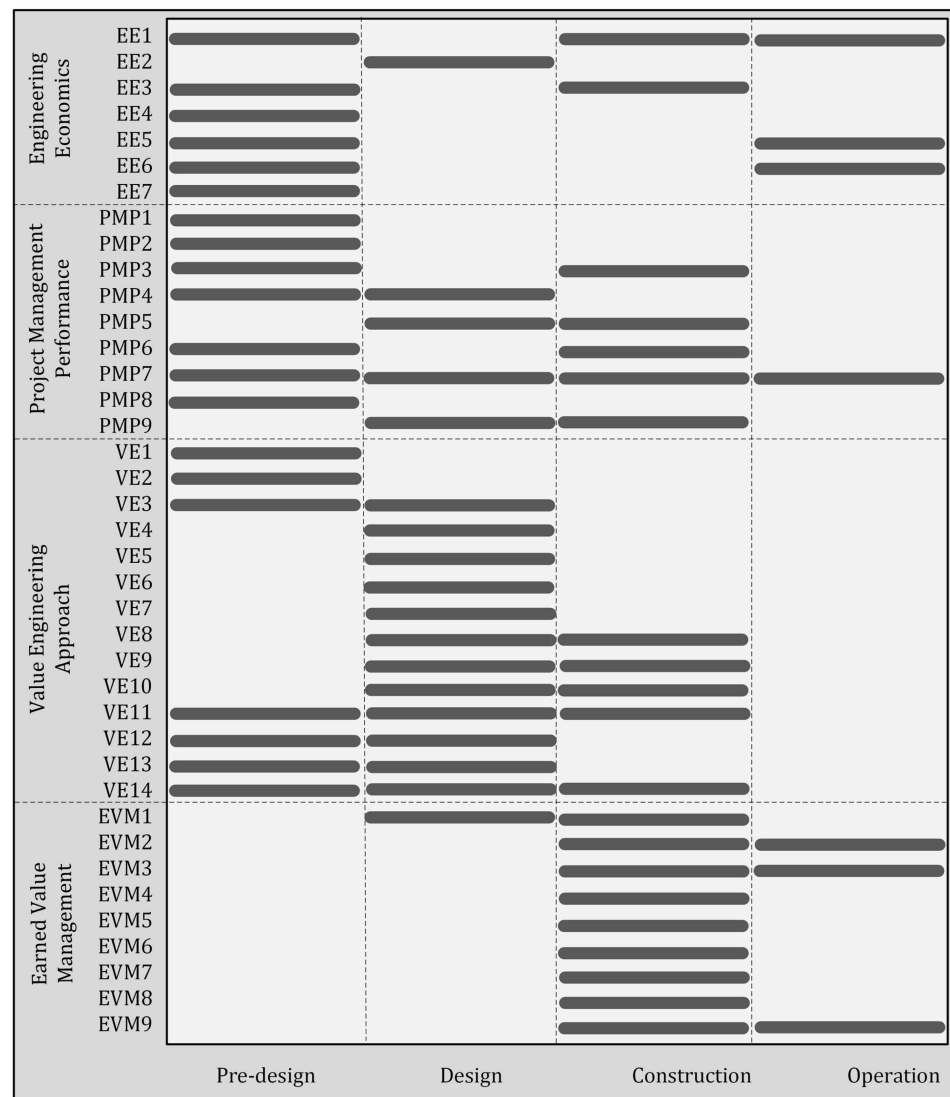 Engineering
Economics
EE1
EE2
EE3
EE4
EE5
EE6
EE7
Project Management
Performance
PMP1
PMP2
PMP3
PMP4
PMP5
PMP6
PMP7
PMP8
PMP9
Value Engineering
Approach
VE1
VE2
VE3
VE4
VE5
VE6
VE7
VE8
VE9
VE10
VE11
VE12
VE13
VE14
Earned Value
Management
EVM1
EVM2
EVM3
EVM4
EVM5
EVM6
EVM7
EVM8
EVM9
Pre-design Design Construction Operation